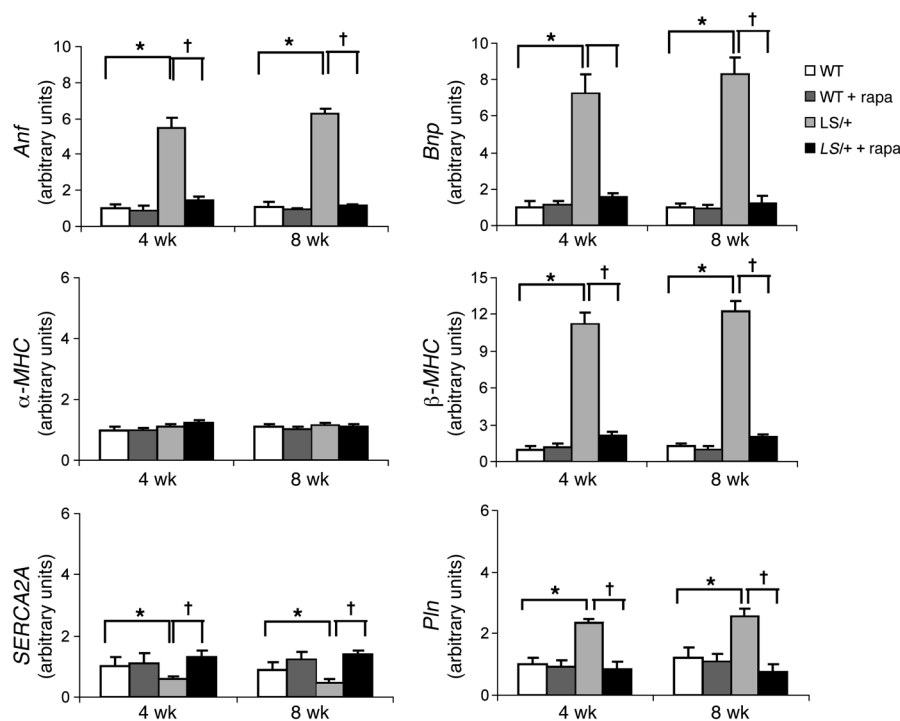 * † * †
10
8
6
4
2
0
Anf
(arbitrary units)
4 wk 8 wk
* * †
10
8
6
4
2
0
Bnp
(arbitrary units)
4 wk 8 wk
WT
WT + rapa
LS/+
LS/+ + rapa
6
4
2
0
α-MHC
(arbitrary units)
4 wk 8 wk
* † * †
15
12
9
6
3
0
β-MHC
(arbitrary units)
4 wk 8 wk
6
4
2
0
* † * †
SERCA2A
(arbitrary units)
4 wk 8 wk
6
4
2
0
* † * †
Pln
(arbitrary units)
4 wk 8 wk